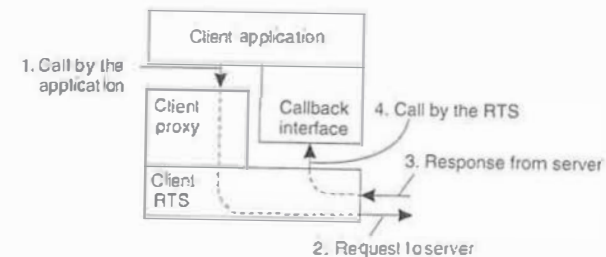 Client application
1. Call by the
application
Client
proxy
Callback
interface
4. Call by the RTS
3. Response from server
Client
RTS
2. Request to server